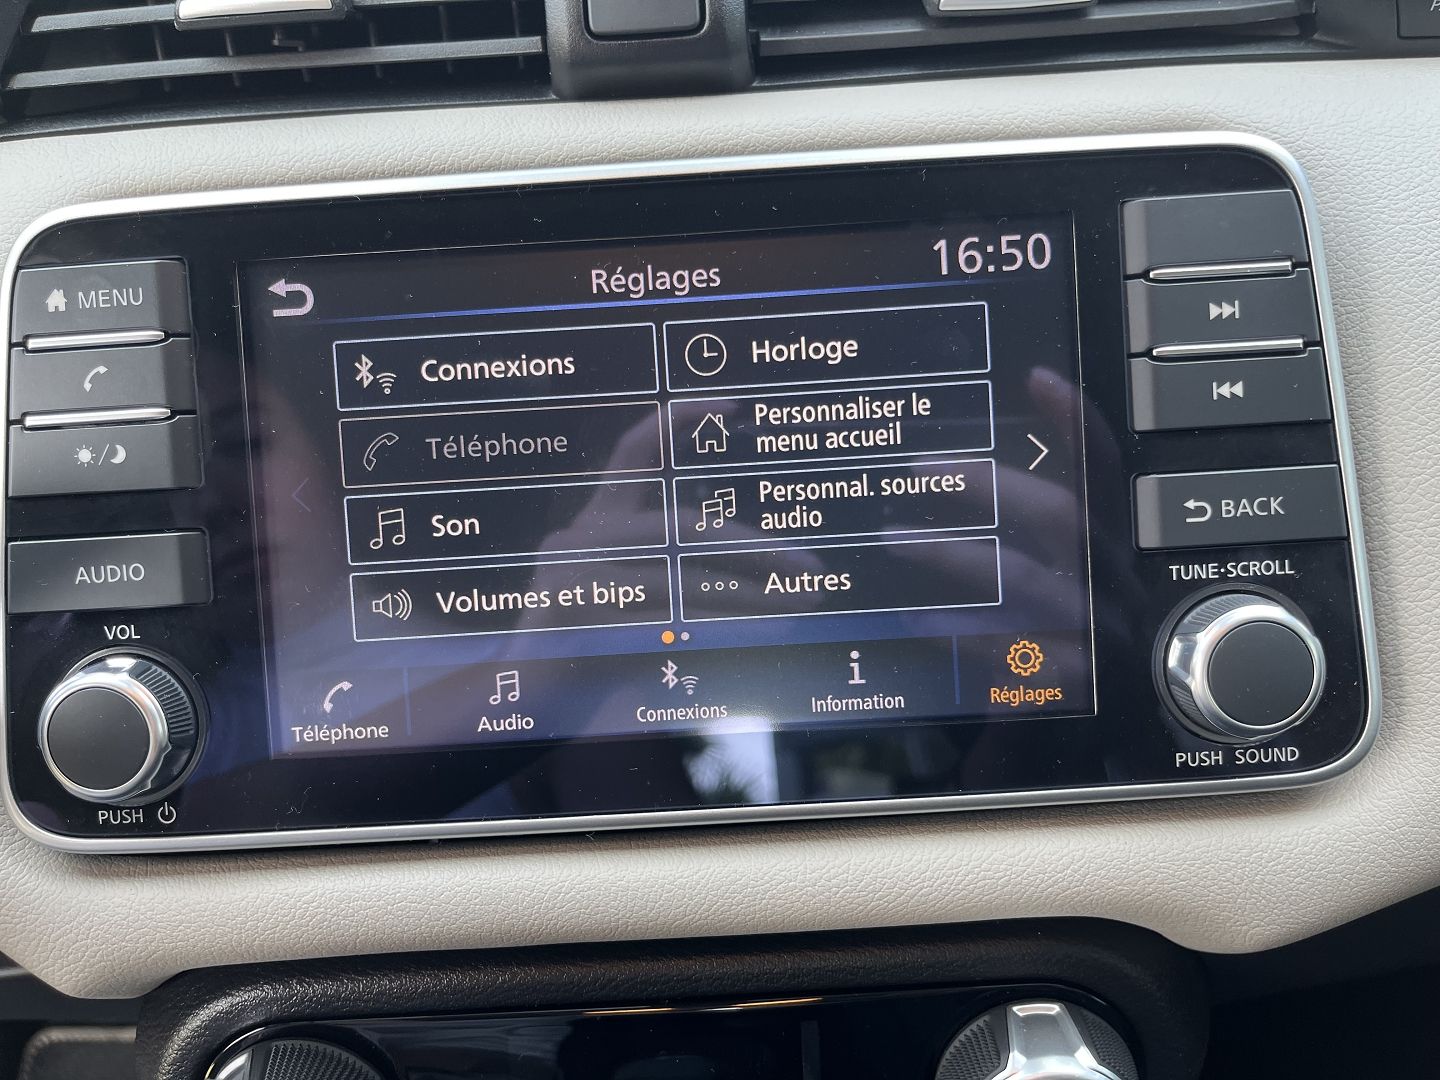 MENU
AUDIO
VOL
PUSH
Réglages
16:50
Connexions
Horloge
Téléphone
Personnaliser le
menu accueil
Son
Personnal. sources
audio
Volumes et bips
Autres
Téléphone
Audio
Connexions
Information
Réglages
BACK
TUNE·SCROLL
PUSH SOUND